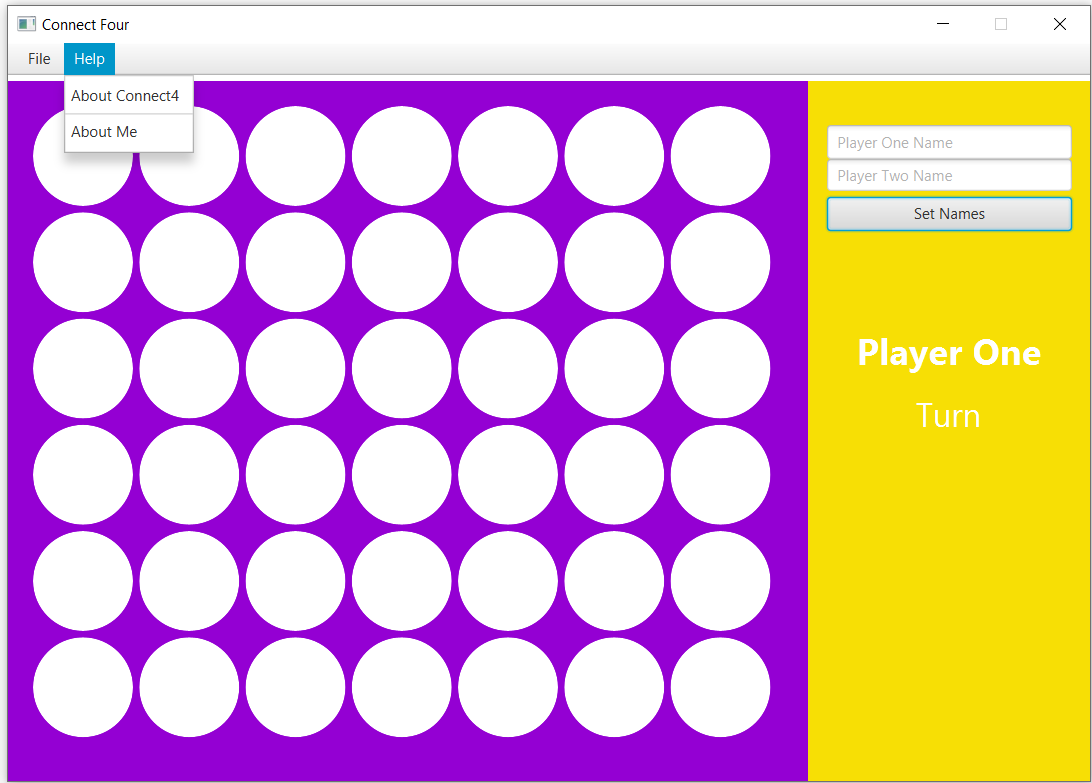 Connect Four
File Help
About Connect4
About Me
Player One Name
Player Two Name
Set Names
Player One
Turn